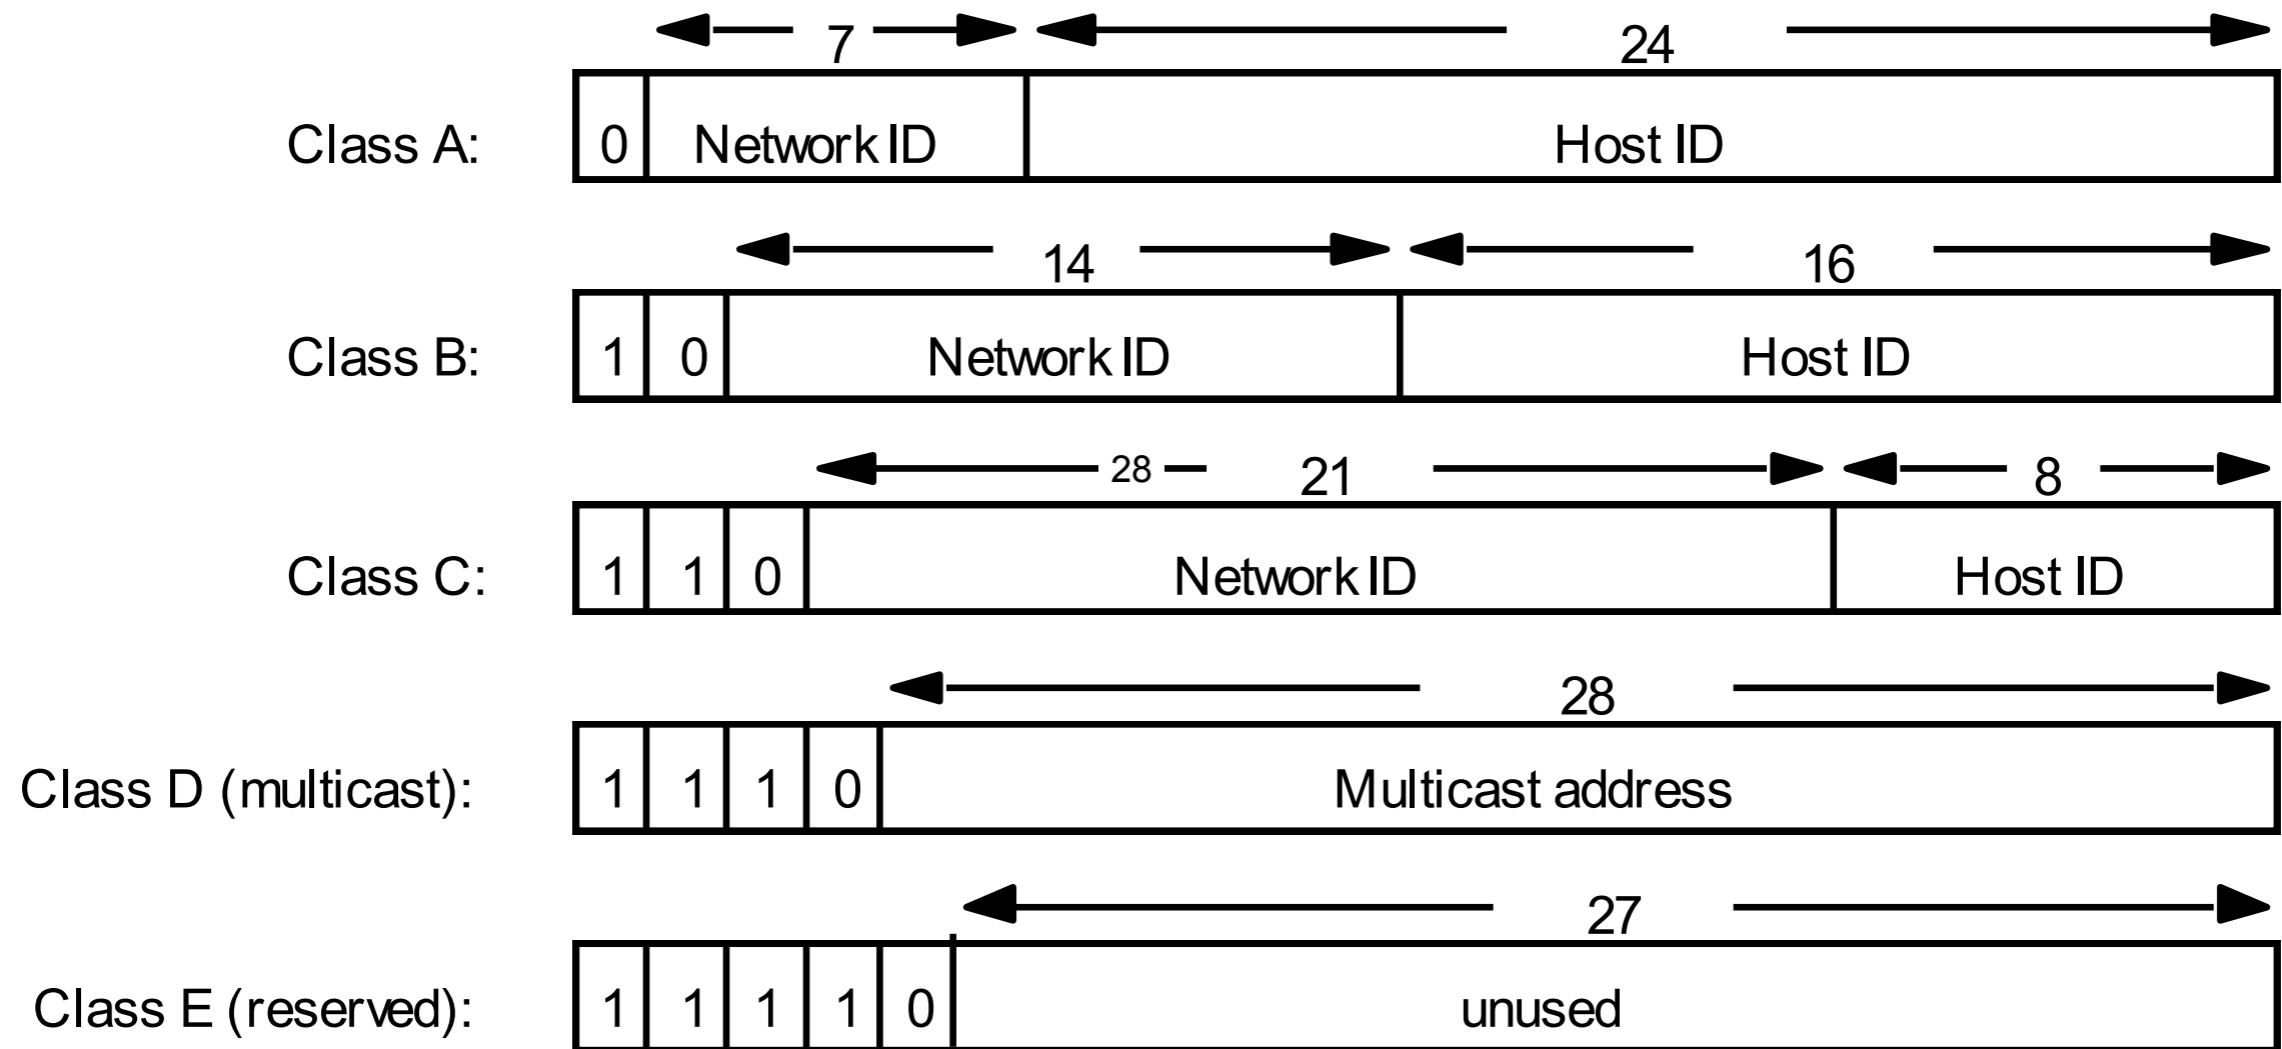 7 24
Class A: 0 Network ID Host ID
14 16
Class B: 1 0 Network ID Host ID
28 21 8
Class C: 1 1 0 Network ID Host ID
28
Class D (multicast): 1 1 1 0 Multicast address
27
Class E (reserved): 1 1 1 1 0 unused